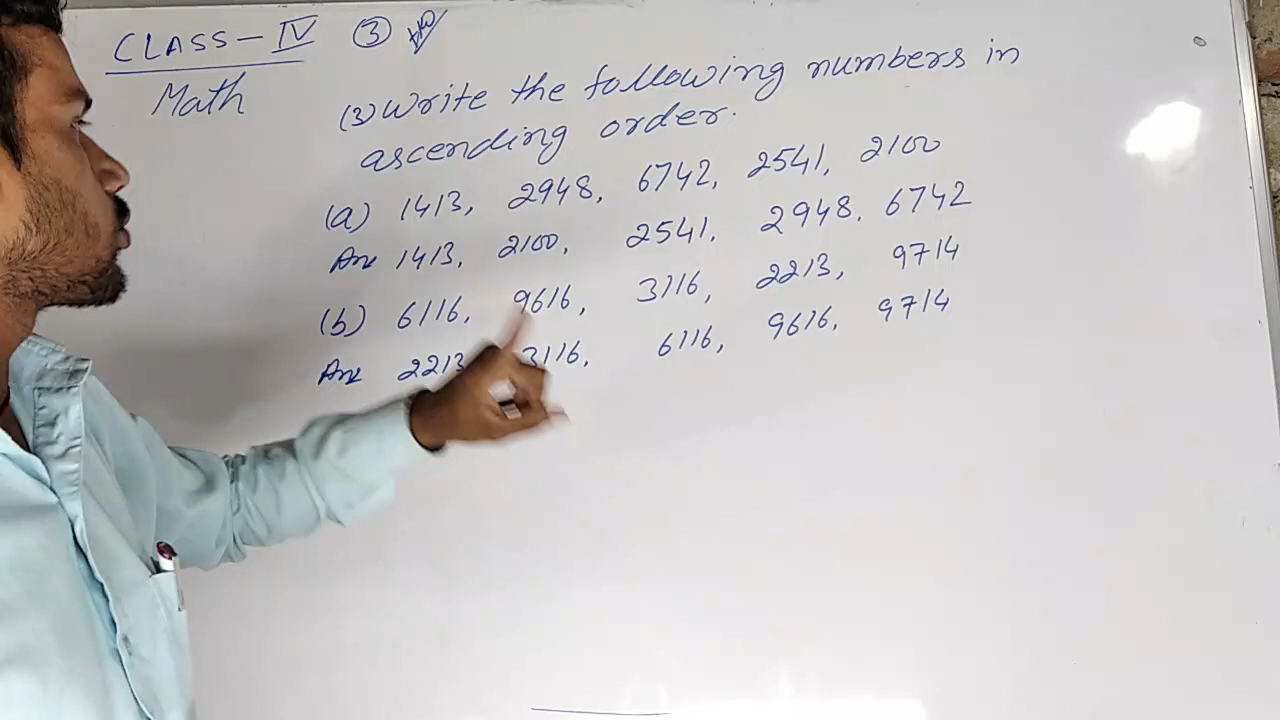 CLASS-IV 3
Math
(3) Write the following numbers in
ascending order.
(a) 1413, 2948, 6742, 2541, 2100
Ans 1413, 2100, 2541, 2948, 6742
(b) 6116, 9616, 3116, 2213, 9714
Ans 2213 3116, 6116, 9616, 9714